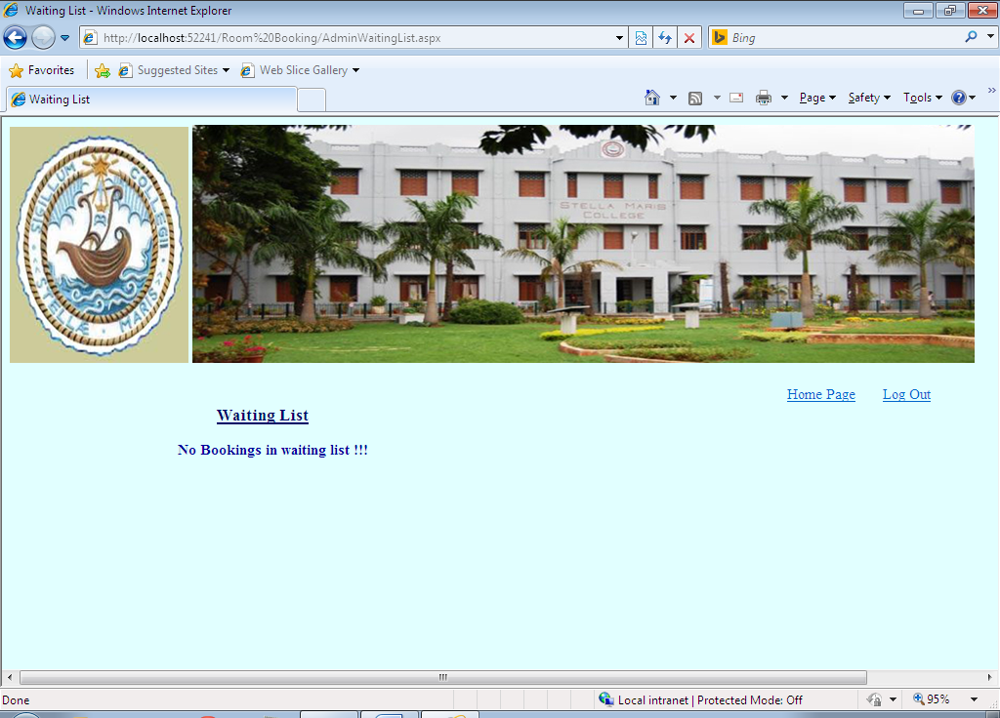 Waiting List - Windows Internet Explorer
http://localhost:52241/Room%20Booking/AdminWaitingList.aspx
Bing
Favorites
Suggested Sites
Web Slice Gallery
Waiting List
Page
Safety
Tools
SIGILLUM COLLEGII
STELLAE MARIS
STELLA MARIS
COLLEGE
Home Page
Log Out
Waiting List
No Bookings in waiting list !!!
Done
Local intranet | Protected Mode: Off
95%